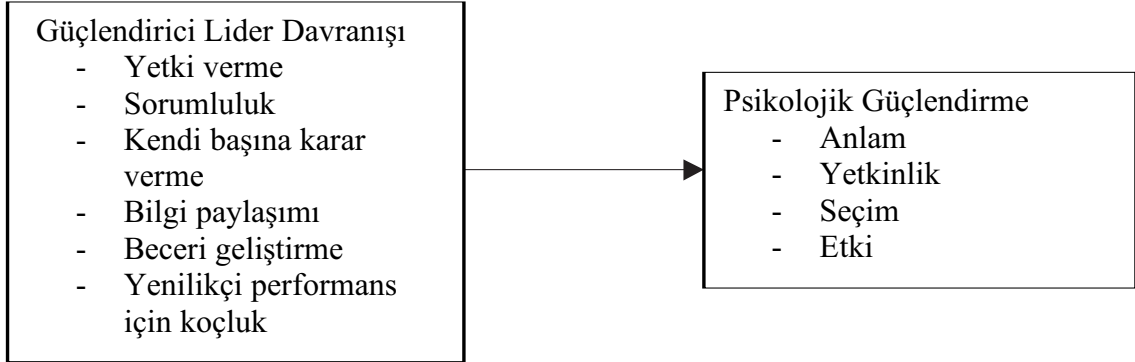 Güçlendirici Lider Davranışı
- Yetki verme
- Sorumluluk
- Kendi başına karar
verme
- Bilgi paylaşımı
- Beceri geliştirme
- Yenilikçi performans
için koçluk
Psikolojik Güçlendirme
- Anlam
- Yetkinlik
- Seçim
- Etki